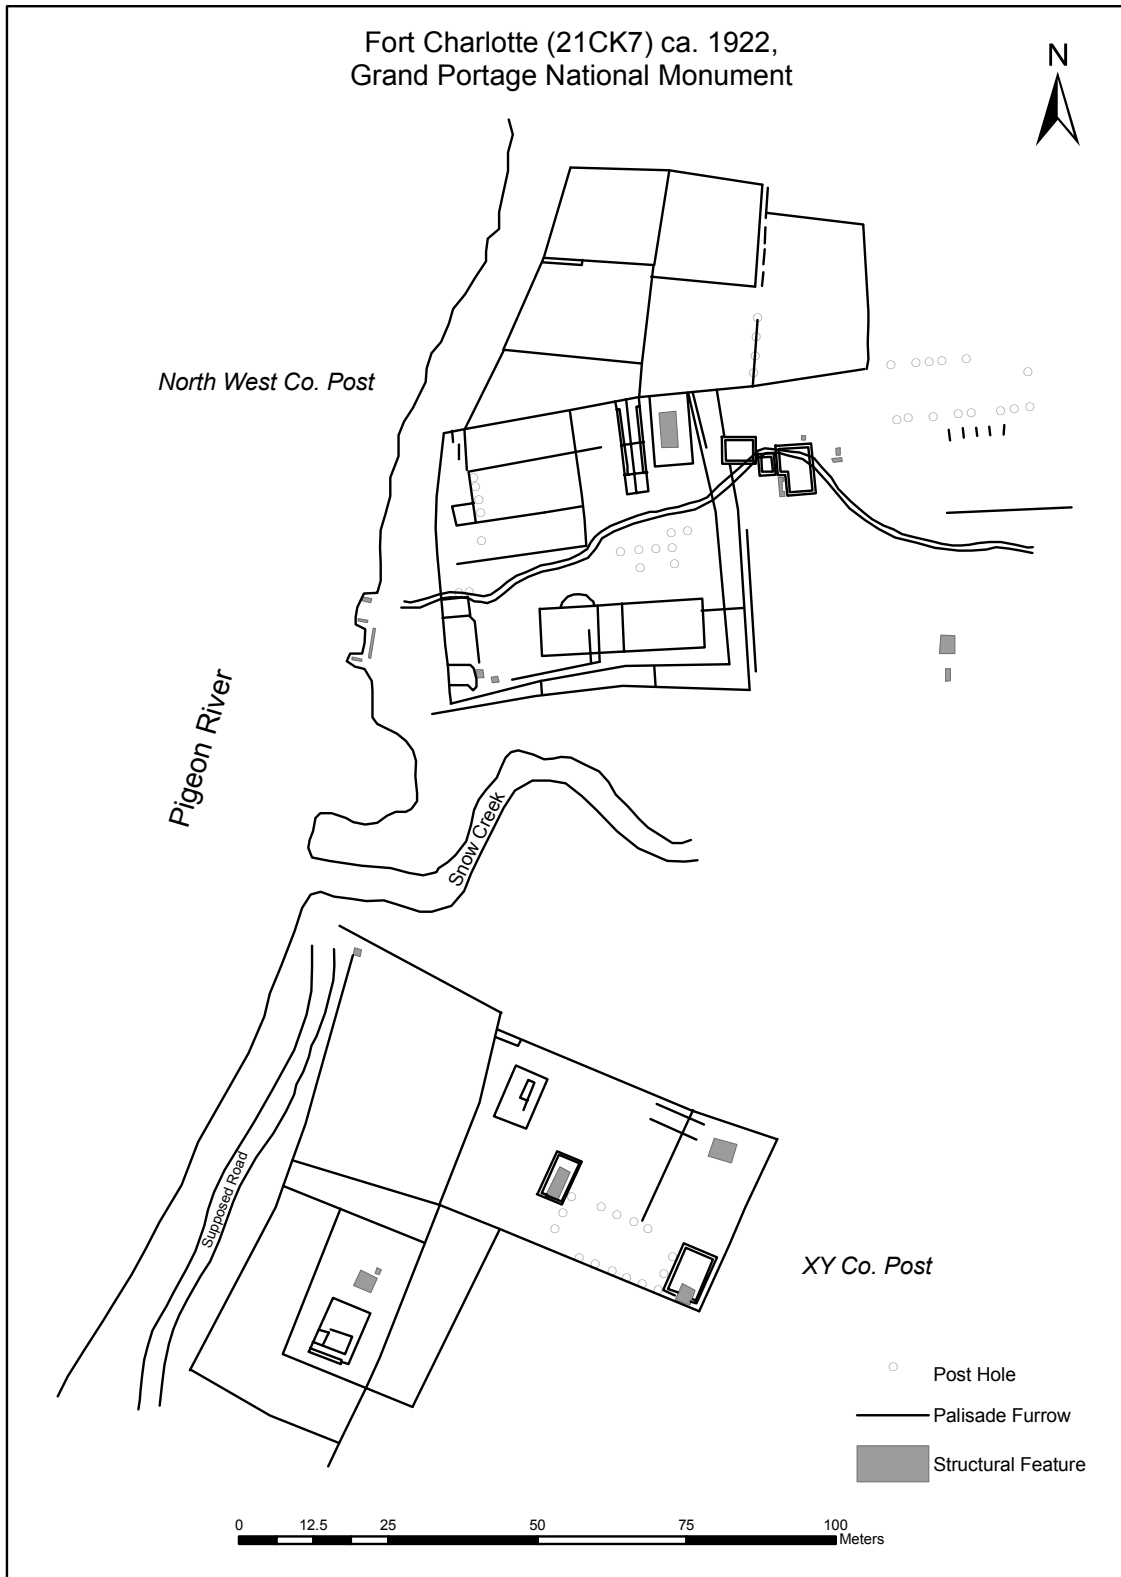 Fort Charlotte (21CK7) ca. 1922,
Grand Portage National Monument
N
North West Co. Post
Pigeon River
Snow Creek
Supposed Road
XY Co. Post
Post Hole
Palisade Furrow
Structural Feature
0 12.5 25 50 75 100
Meters